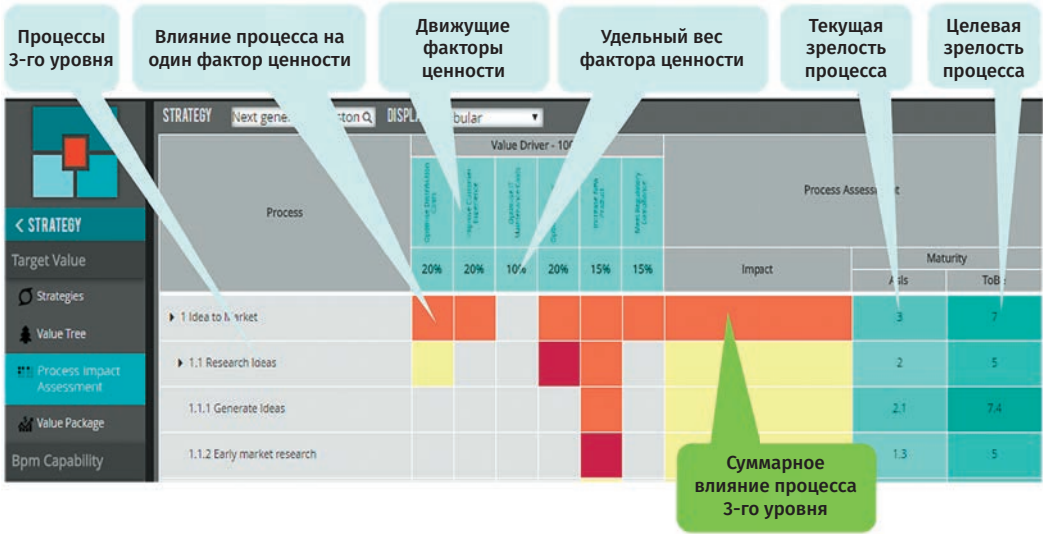 Процессы
3-го уровня
Влияние процесса на
один фактор ценности
Движущие
факторы
ценности
Удельный вес
фактора ценности
Текущая
зрелость
процесса
Целевая
зрелость
процесса
STRATEGY
< STRATEGY
Target Value
Strategies
Value Tree
Process Impact
Assessment
Value Package
Bpm Capability
Process
Value Driver
Process Assessment
20% 20% 10% 20% 15% 15%
Impact
Maturity
AsIs
1 Idea to Market
3
7
1.1 Research Ideas
2
5
1.1.1 Generate Ideas
2.1
7.4
1.1.2 Early market research
1.3
5
Суммарное
влияние процесса
3-го уровня